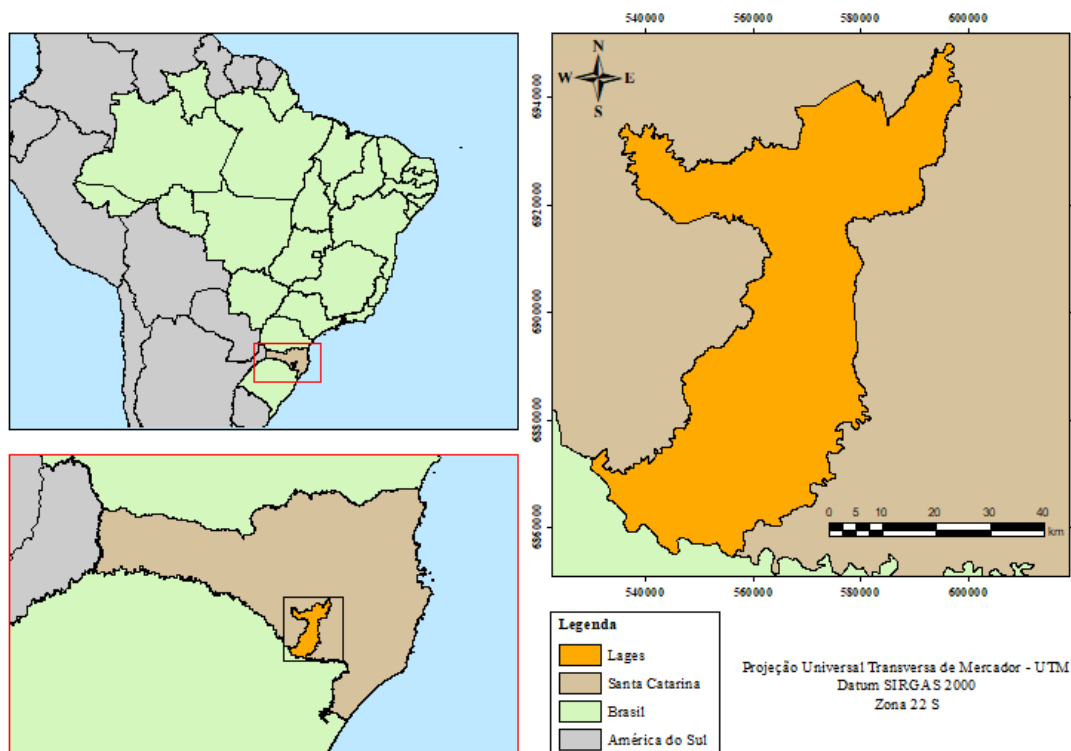 540000 560000 580000 600000
N
W E
S
6940000
6920000
6900000
6880000
6860000
0 5 10 20 30 40
km
540000 560000 580000 600000
Legenda
Lages
Santa Catarina
Brasil
América do Sul
Projeção Universal Transversa de Mercador - UTM
Datum SIRGAS 2000
Zona 22 S